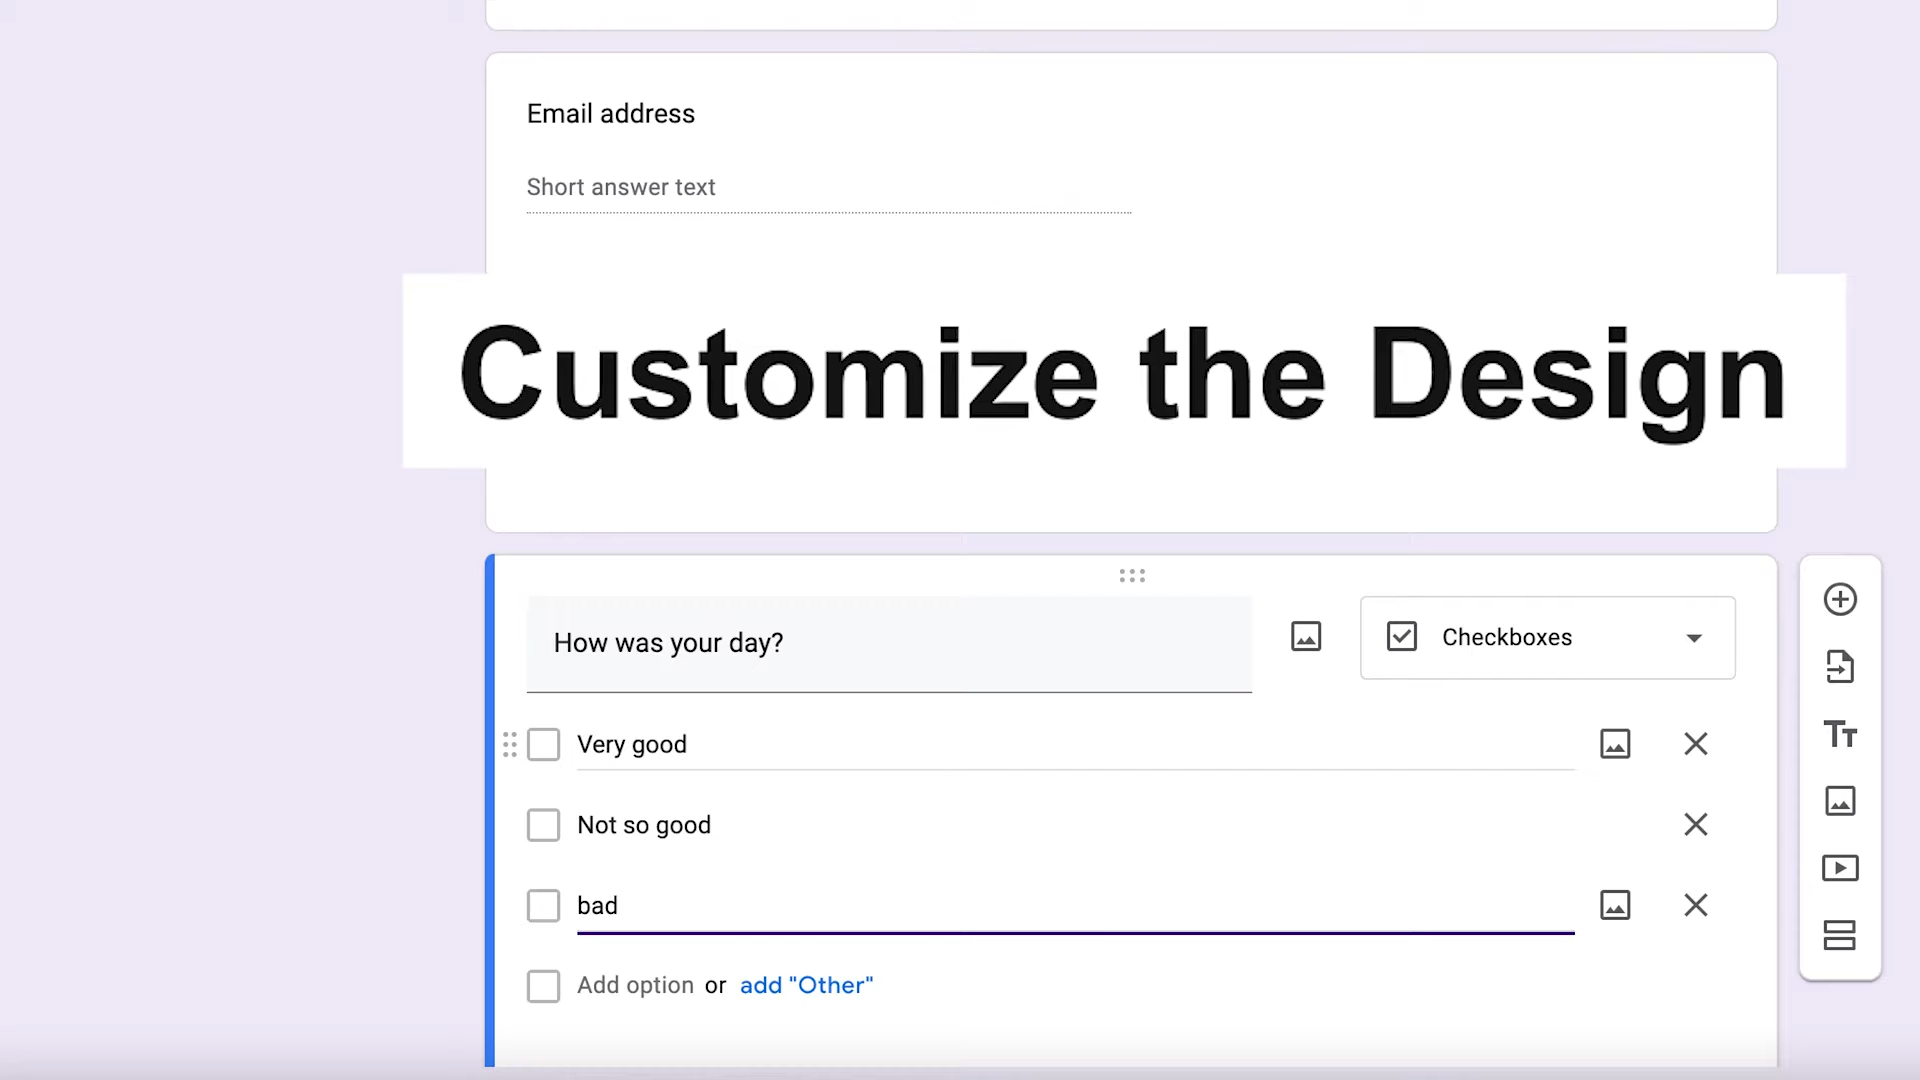 Email address
Short answer text
Customize the Design
How was your day?
Checkboxes
Very good
Not so good
bad
Add option or add "Other"